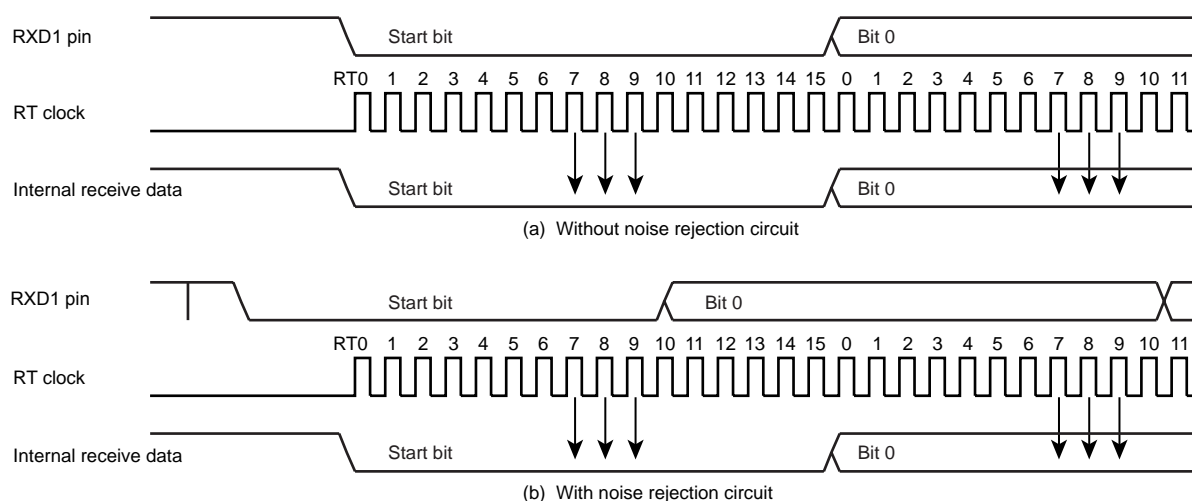 RXD1 pin Start bit Bit 0
RT0 1 2 3 4 5 6 7 8 9 10 11 12 13 14 15 0 1 2 3 4 5 6 7 8 9 10 11
RT clock
Internal receive data Start bit Bit 0
(a) Without noise rejection circuit
RXD1 pin Start bit Bit 0
RT0 1 2 3 4 5 6 7 8 9 10 11 12 13 14 15 0 1 2 3 4 5 6 7 8 9 10 11
RT clock
Internal receive data Start bit Bit 0
(b) With noise rejection circuit